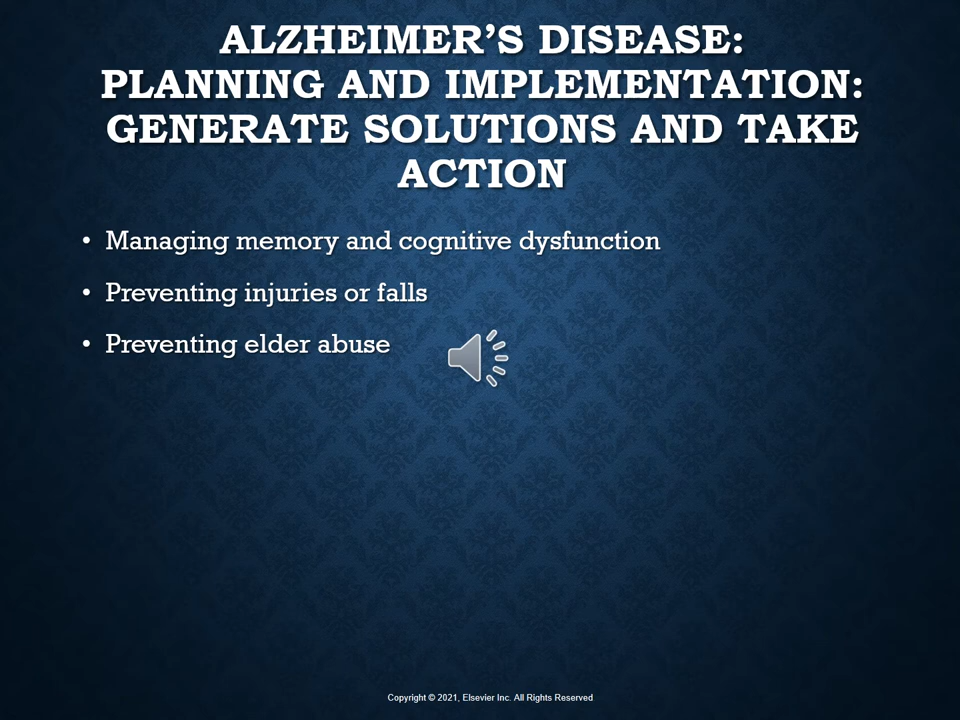 ALZHEIMER’S DISEASE:
PLANNING AND IMPLEMENTATION:
GENERATE SOLUTIONS AND TAKE
ACTION
• Managing memory and cognitive dysfunction
• Preventing injuries or falls
• Preventing elder abuse
Copyright © 2021, Elsevier Inc. All Rights Reserved